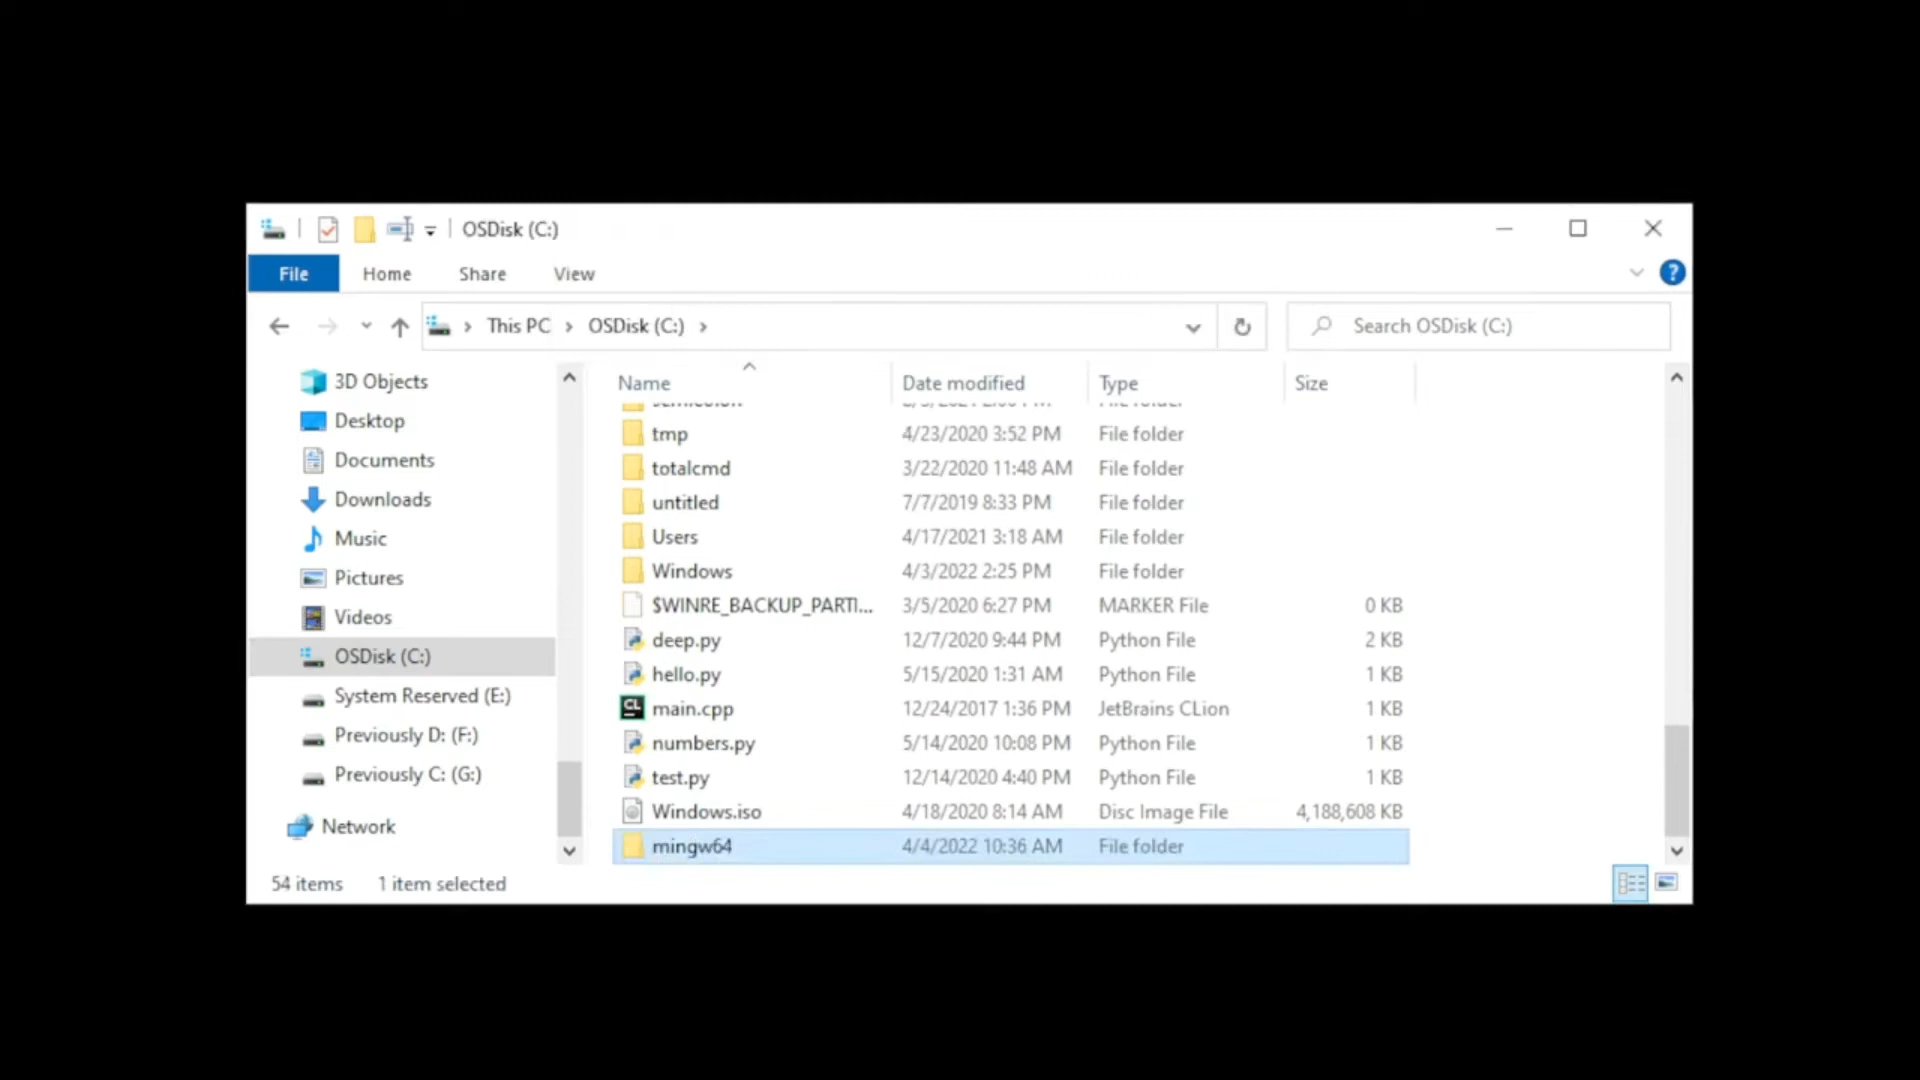 OSDisk (C:)
File Home Share View
This PC OSDisk (C:) Search OSDisk (C:)
3D Objects
Desktop
Documents
Downloads
Music
Pictures
Videos
OSDisk (C:)
System Reserved (E:)
Previously D: (F:)
Previously C: (G:)
Network
Name Date modified Type Size
tmp 4/23/2020 3:52 PM File folder
totalcmd 3/22/2020 11:48 AM File folder
untitled 7/7/2019 8:33 PM File folder
Users 4/17/2021 3:18 AM File folder
Windows 4/3/2022 2:25 PM File folder
$WINRE_BACKUP_PARTI... 3/5/2020 6:27 PM MARKER File 0 KB
deep.py 12/7/2020 9:44 PM Python File 2 KB
hello.py 5/15/2020 1:31 AM Python File 1 KB
CL main.cpp 12/24/2017 1:36 PM JetBrains CLion 1 KB
numbers.py 5/14/2020 10:08 PM Python File 1 KB
test.py 12/14/2020 4:40 PM Python File 1 KB
Windows.iso 4/18/2020 8:14 AM Disc Image File 4,188,608 KB
mingw64 4/4/2022 10:36 AM File folder
54 items 1 item selected